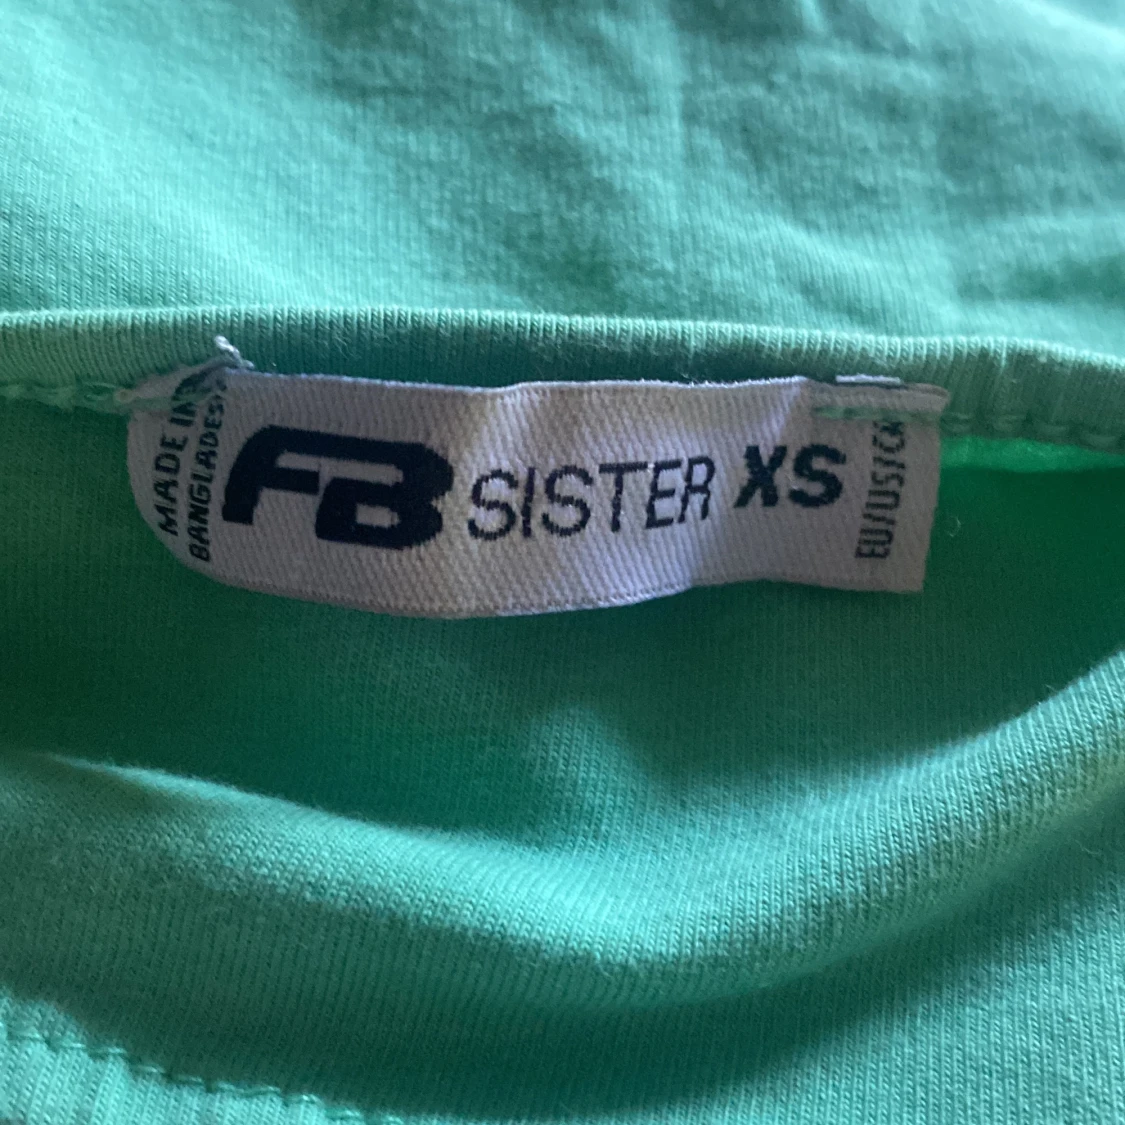 MADE IN
BANGLADESH
FB SISTER XS
EU/US/CA